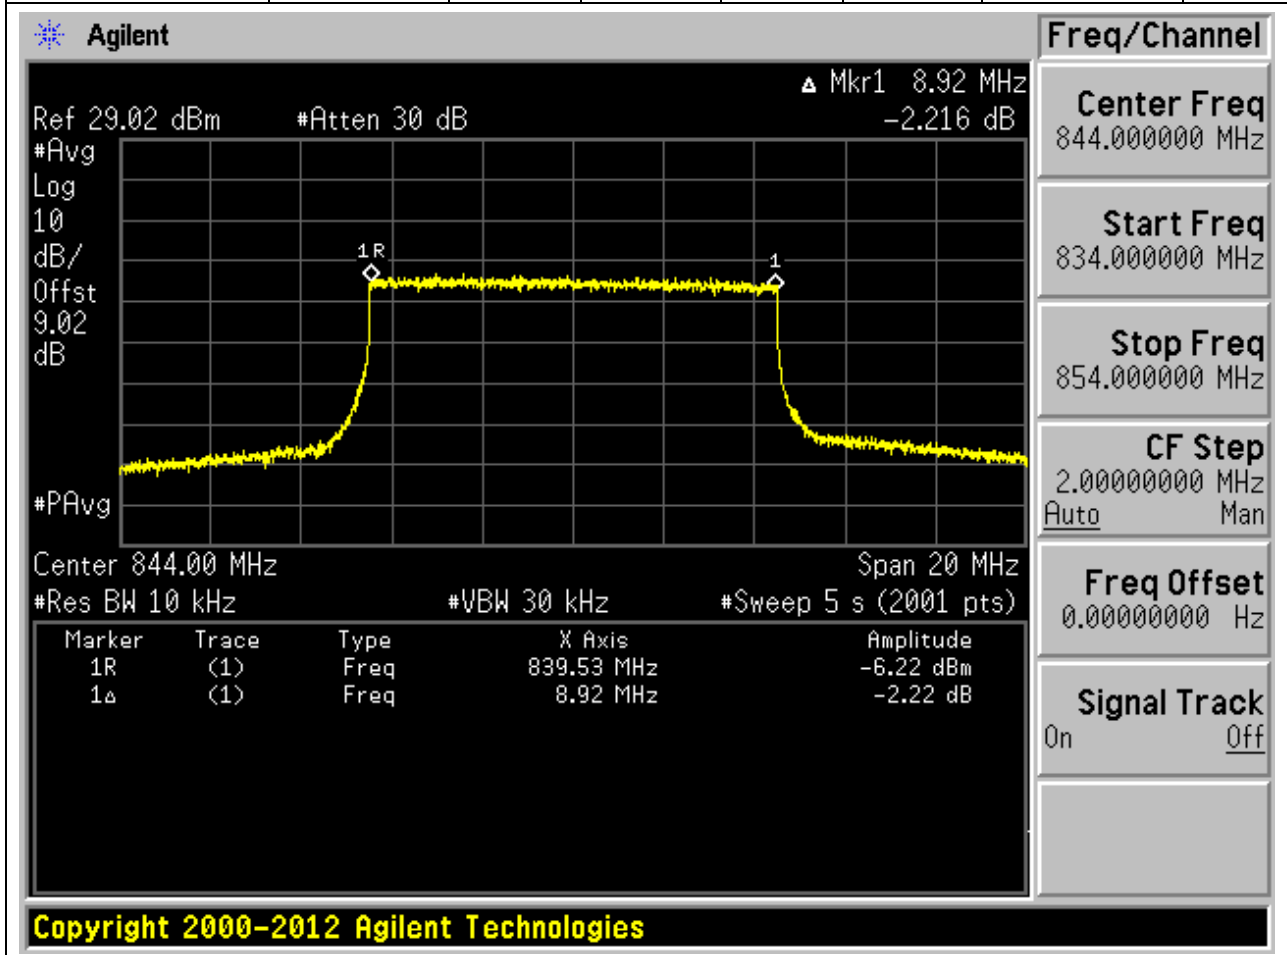 Agilent
Freq/Channel
▵ Mkr1 8.92 MHz
Ref 29.02 dBm #Atten 30 dB −2.216 dB
#Avg
Log
10
dB/
Offst
9.02
dB
1R
1
#PAvg
Center 844.00 MHz Span 20 MHz
#Res BW 10 kHz #VBW 30 kHz #Sweep 5 s (2001 pts)
Marker Trace Type X Axis Amplitude
1R (1) Freq 839.53 MHz −6.22 dBm
1▵ (1) Freq 8.92 MHz −2.22 dB
Center Freq
844.000000 MHz
Start Freq
834.000000 MHz
Stop Freq
854.000000 MHz
CF Step
2.00000000 MHz
Auto Man
Freq Offset
0.00000000 Hz
Signal Track
On Off
Copyright 2000-2012 Agilent Technologies